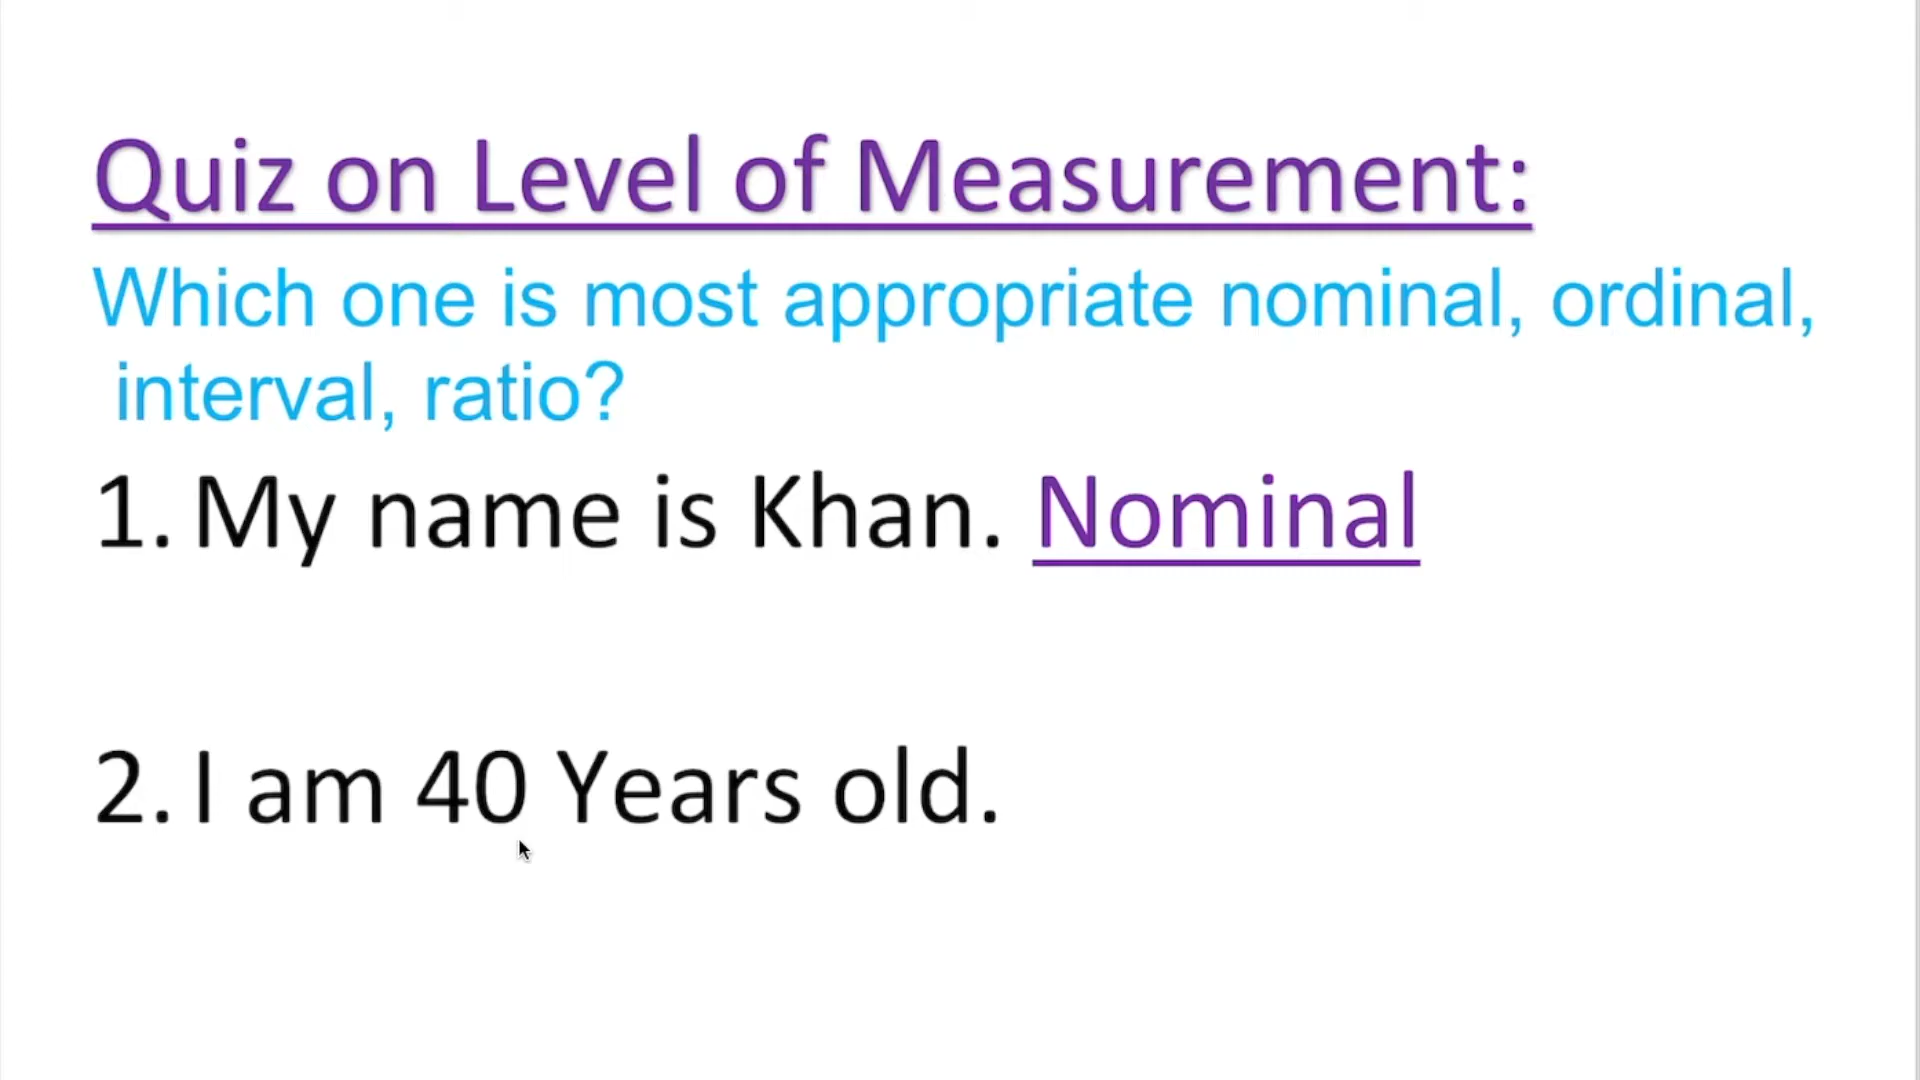 Quiz on Level of Measurement:
Which one is most appropriate nominal, ordinal,
interval, ratio?
1. My name is Khan. Nominal
2. I am 40 Years old.